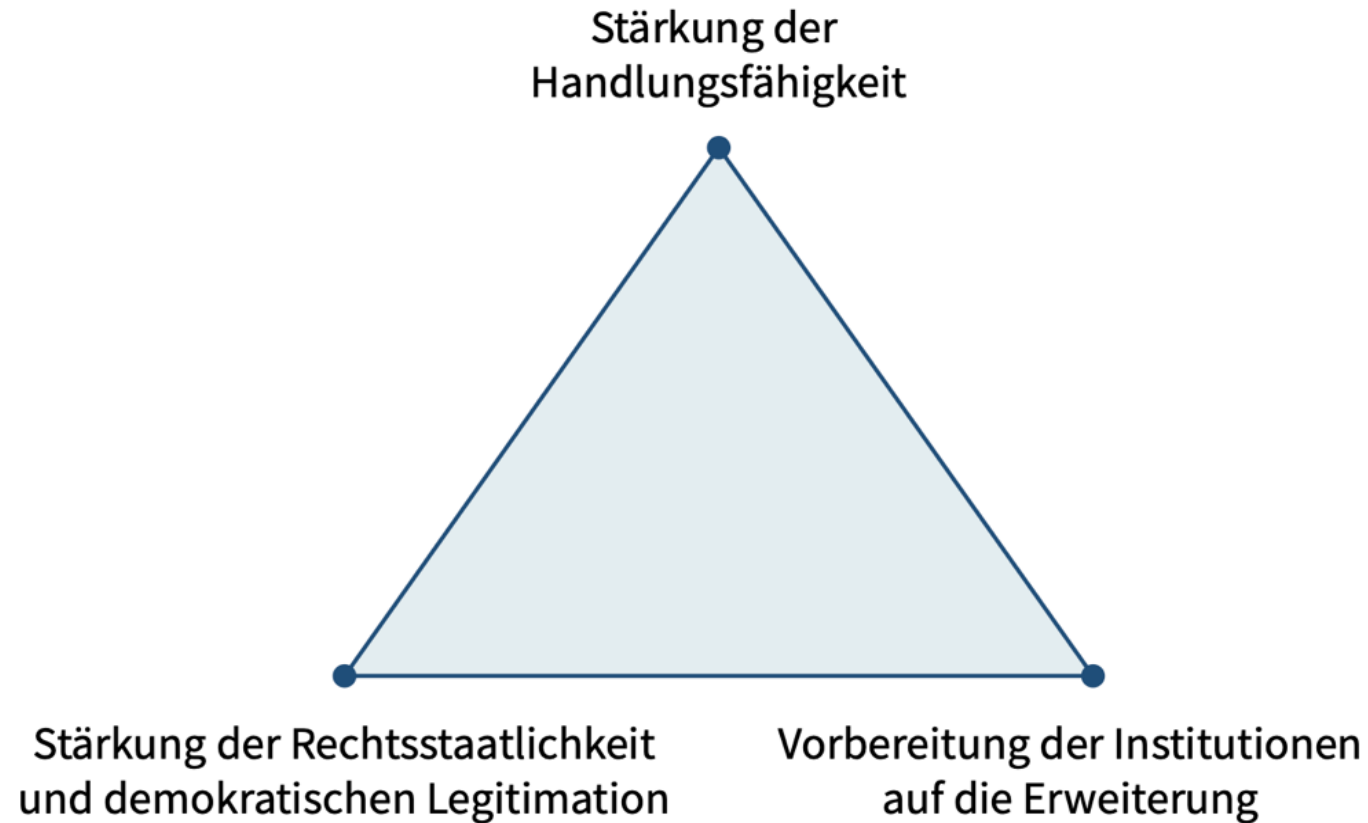 Stärkung der
Handlungsfähigkeit
Stärkung der Rechtsstaatlichkeit
und demokratischen Legitimation
Vorbereitung der Institutionen
auf die Erweiterung